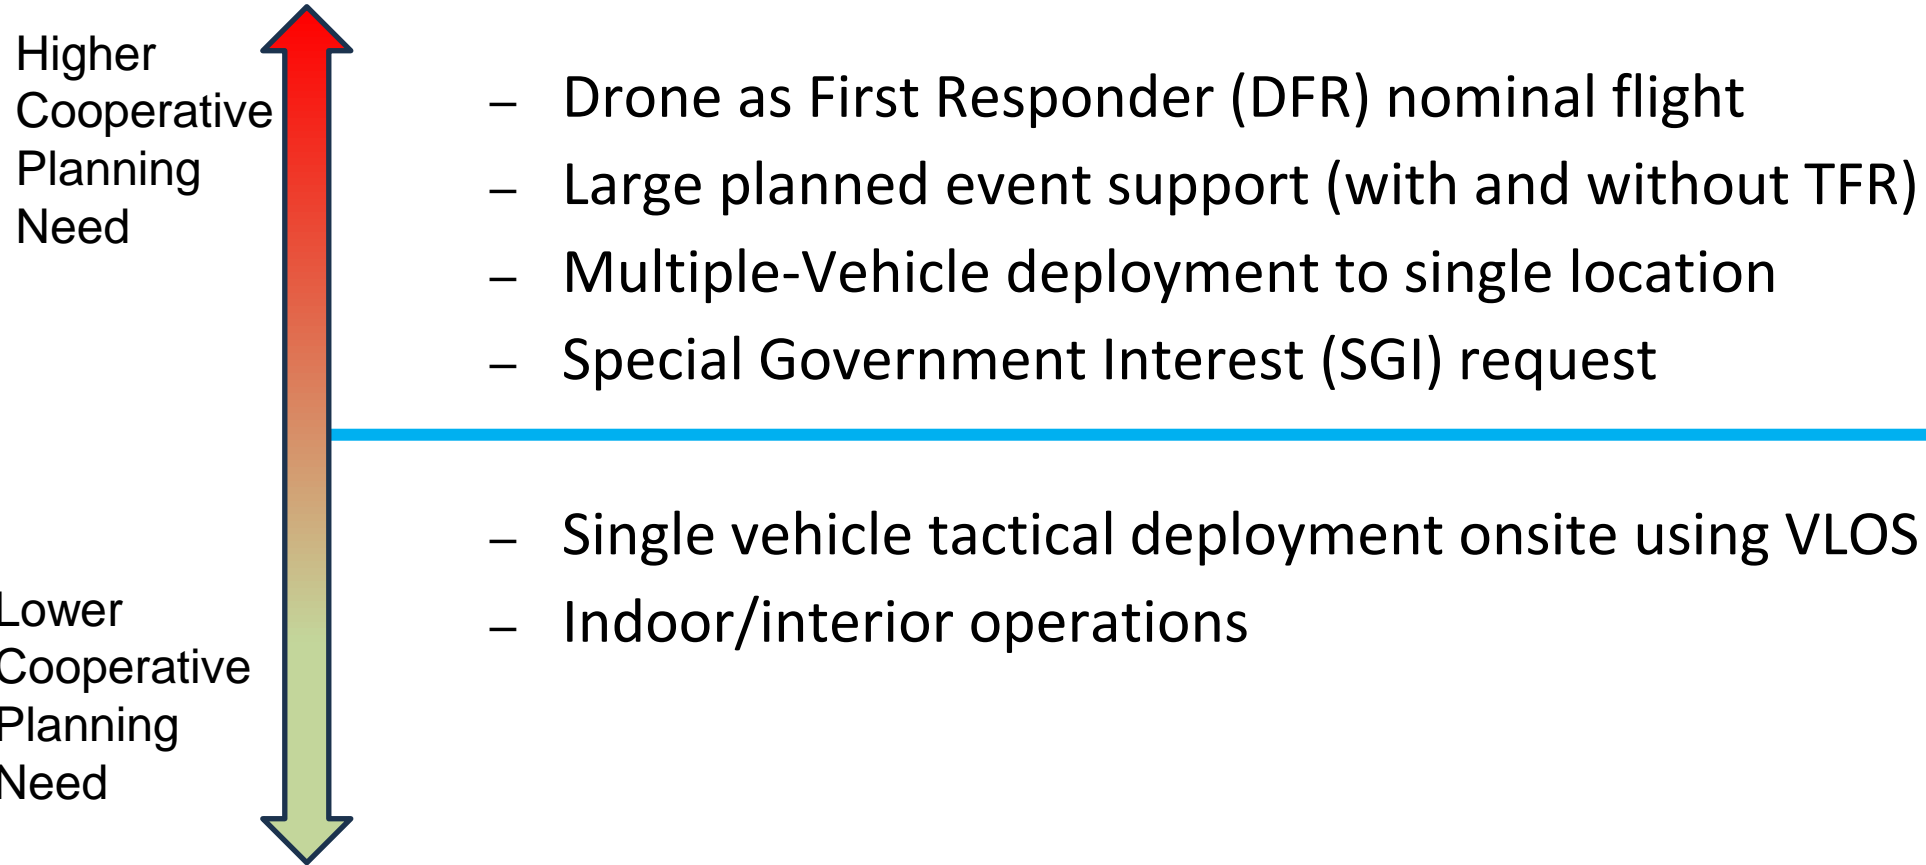 Higher
Cooperative
Planning
Need
– Drone as First Responder (DFR) nominal flight
– Large planned event support (with and without TFR)
– Multiple-Vehicle deployment to single location
– Special Government Interest (SGI) request
– Single vehicle tactical deployment onsite using VLOS
– Indoor/interior operations
Lower
Cooperative
Planning
Need